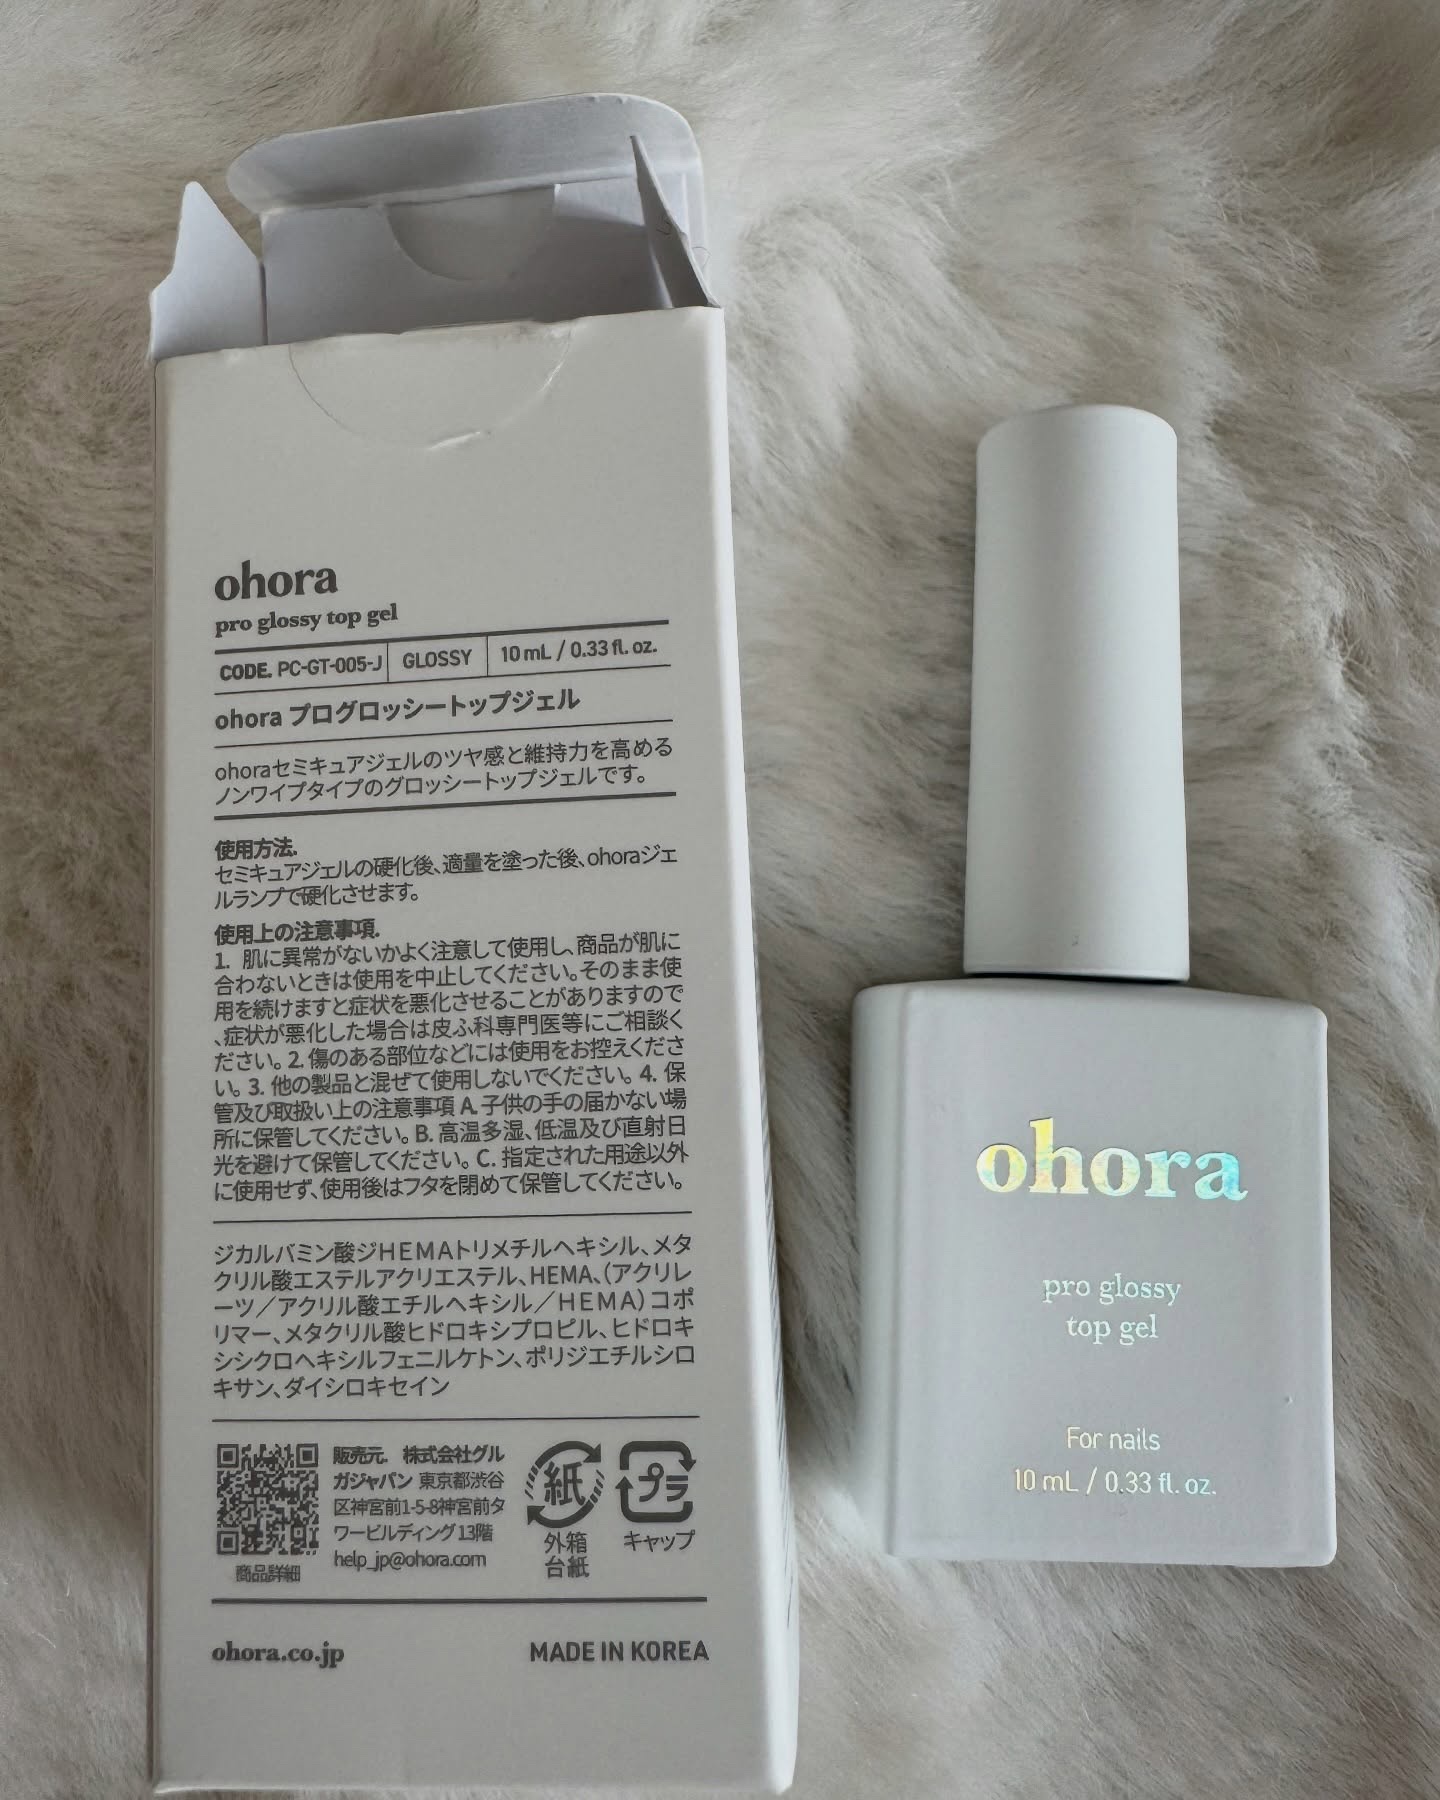 ohora
pro glossy top gel
CODE. PC-GT-005-J GLOSSY 10 mL / 0.33 fl. oz.
ohora プログロッシートップジェル
ohoraセミキュアジェルのツヤ感と維持力を高める
ノンワイプタイプのグロッシートップジェルです。
使用方法.
セミキュアジェルの硬化後、適量を塗った後、ohoraジェ
ルランプで硬化させます。
使用上の注意事項.
1. 肌に異常がないかよく注意して使用し、商品が肌に
合わないときは使用を中止してください。そのまま使
用を続けますと症状を悪化させることがありますので
、症状が悪化した場合は皮ふ科専門医等にご相談く
ださい。2. 傷のある部位などには使用をお控えくださ
い。3. 他の製品と混ぜて使用しないでください。4. 保
管及び取扱い上の注意事項 A. 子供の手の届かない場
所に保管してください。B. 高温多湿、低温及び直射日
光を避けて保管してください。C. 指定された用途以外
に使用せず、使用後はフタを閉めて保管してください。
ジカルバミン酸ジHEMAトリメチルヘキシル、メタ
クリル酸エステルアクリエステル、HEMA、(アクリレ
ーツ／アクリル酸エチルヘキシル／HEMA)コポ
リマー、メタクリル酸ヒドロキシプロピル、ヒドロキ
シシクロヘキシルフェニルケトン、ポリジエチルシロ
キサン、ダイシロキセイン
商品詳細
販売元. 株式会社グル
ガジャパン 東京都渋谷
区神宮前1-5-8神宮前タ
ワービルディング13階
help_jp@ohora.com
紙
外箱
台紙
プラ
キャップ
ohora.co.jp MADE IN KOREA
ohora
pro glossy
top gel
For nails
10 mL / 0.33 fl. oz.